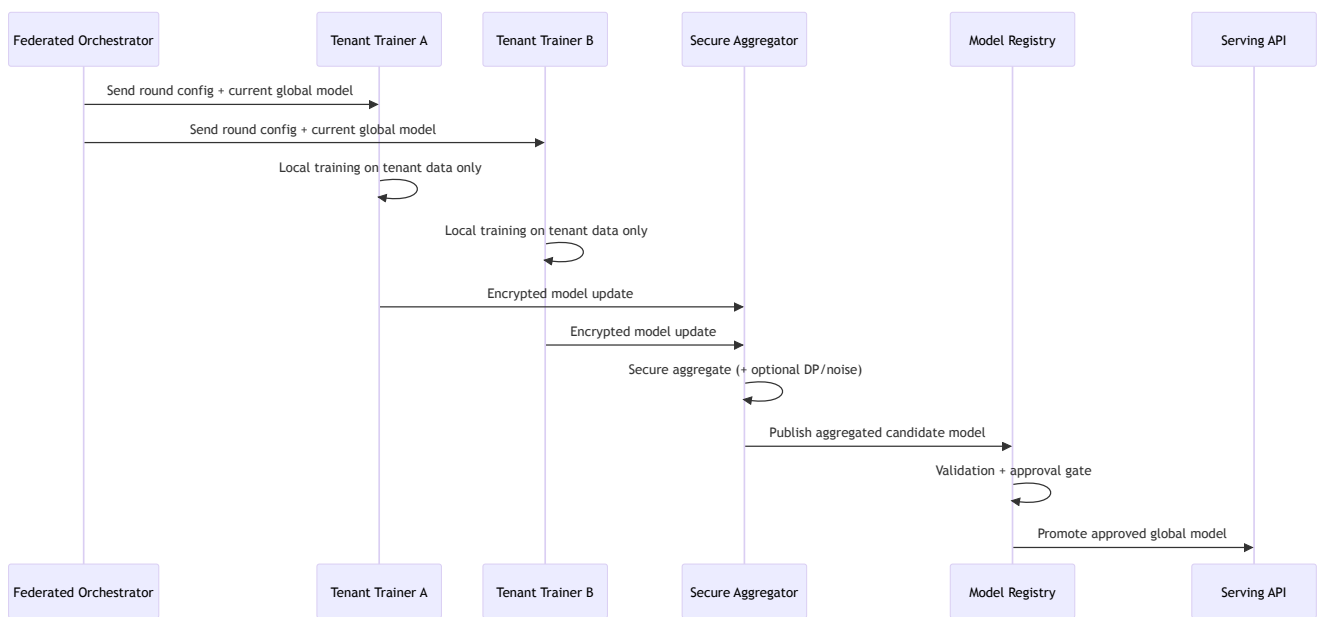 Federated Orchestrator
Tenant Trainer A
Tenant Trainer B
Secure Aggregator
Model Registry
Serving API
Send round config + current global model
Send round config + current global model
Local training on tenant data only
Local training on tenant data only
Encrypted model update
Encrypted model update
Secure aggregate (+ optional DP/noise)
Publish aggregated candidate model
Validation + approval gate
Promote approved global model
Federated Orchestrator
Tenant Trainer A
Tenant Trainer B
Secure Aggregator
Model Registry
Serving API